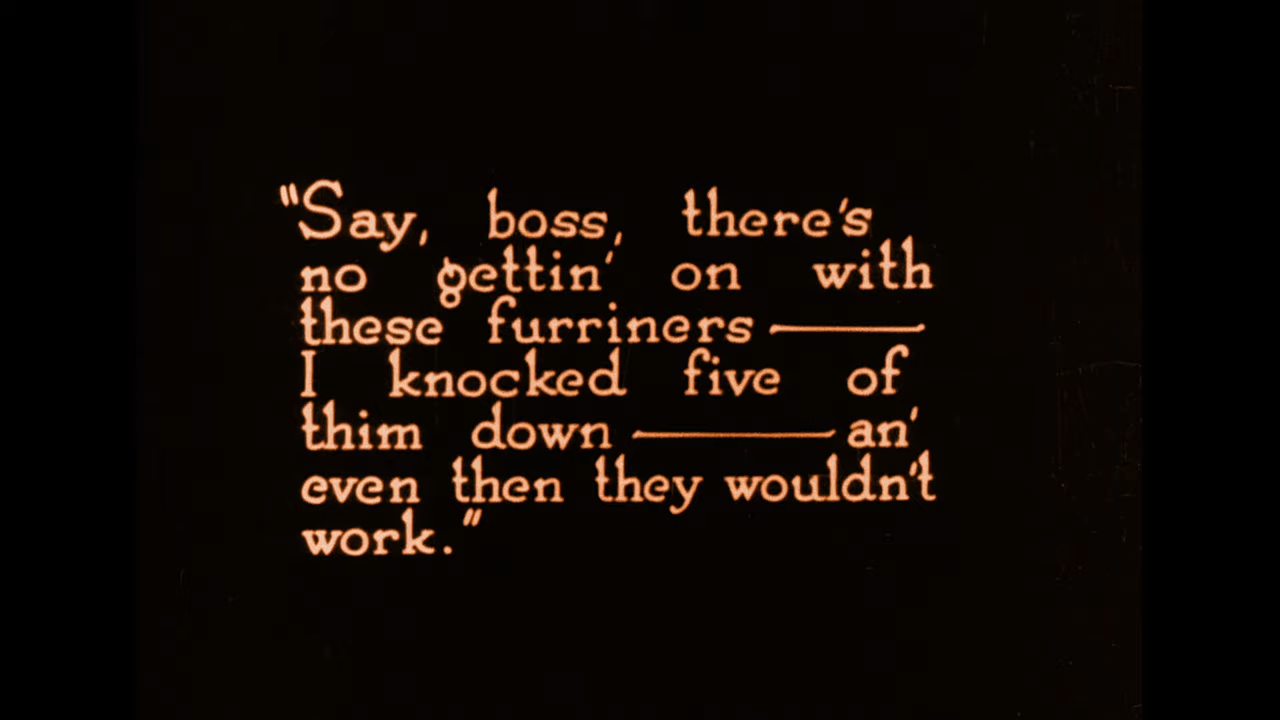 "Say, boss, there's
no gettin' on with
these furriners ——
I knocked five of
thim down —— an'
even then they wouldn't
work."